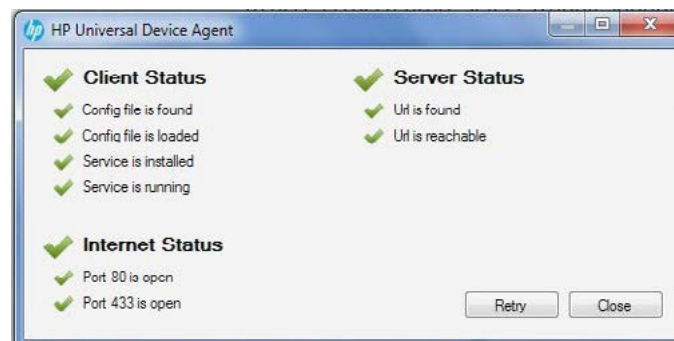 HP Universal Device Agent
Client Status
Config file is found
Config file is loaded
Service is installed
Service is running
Server Status
Url is found
Url is reachable
Internet Status
Port 80 is open
Port 433 is open
Retry
Close